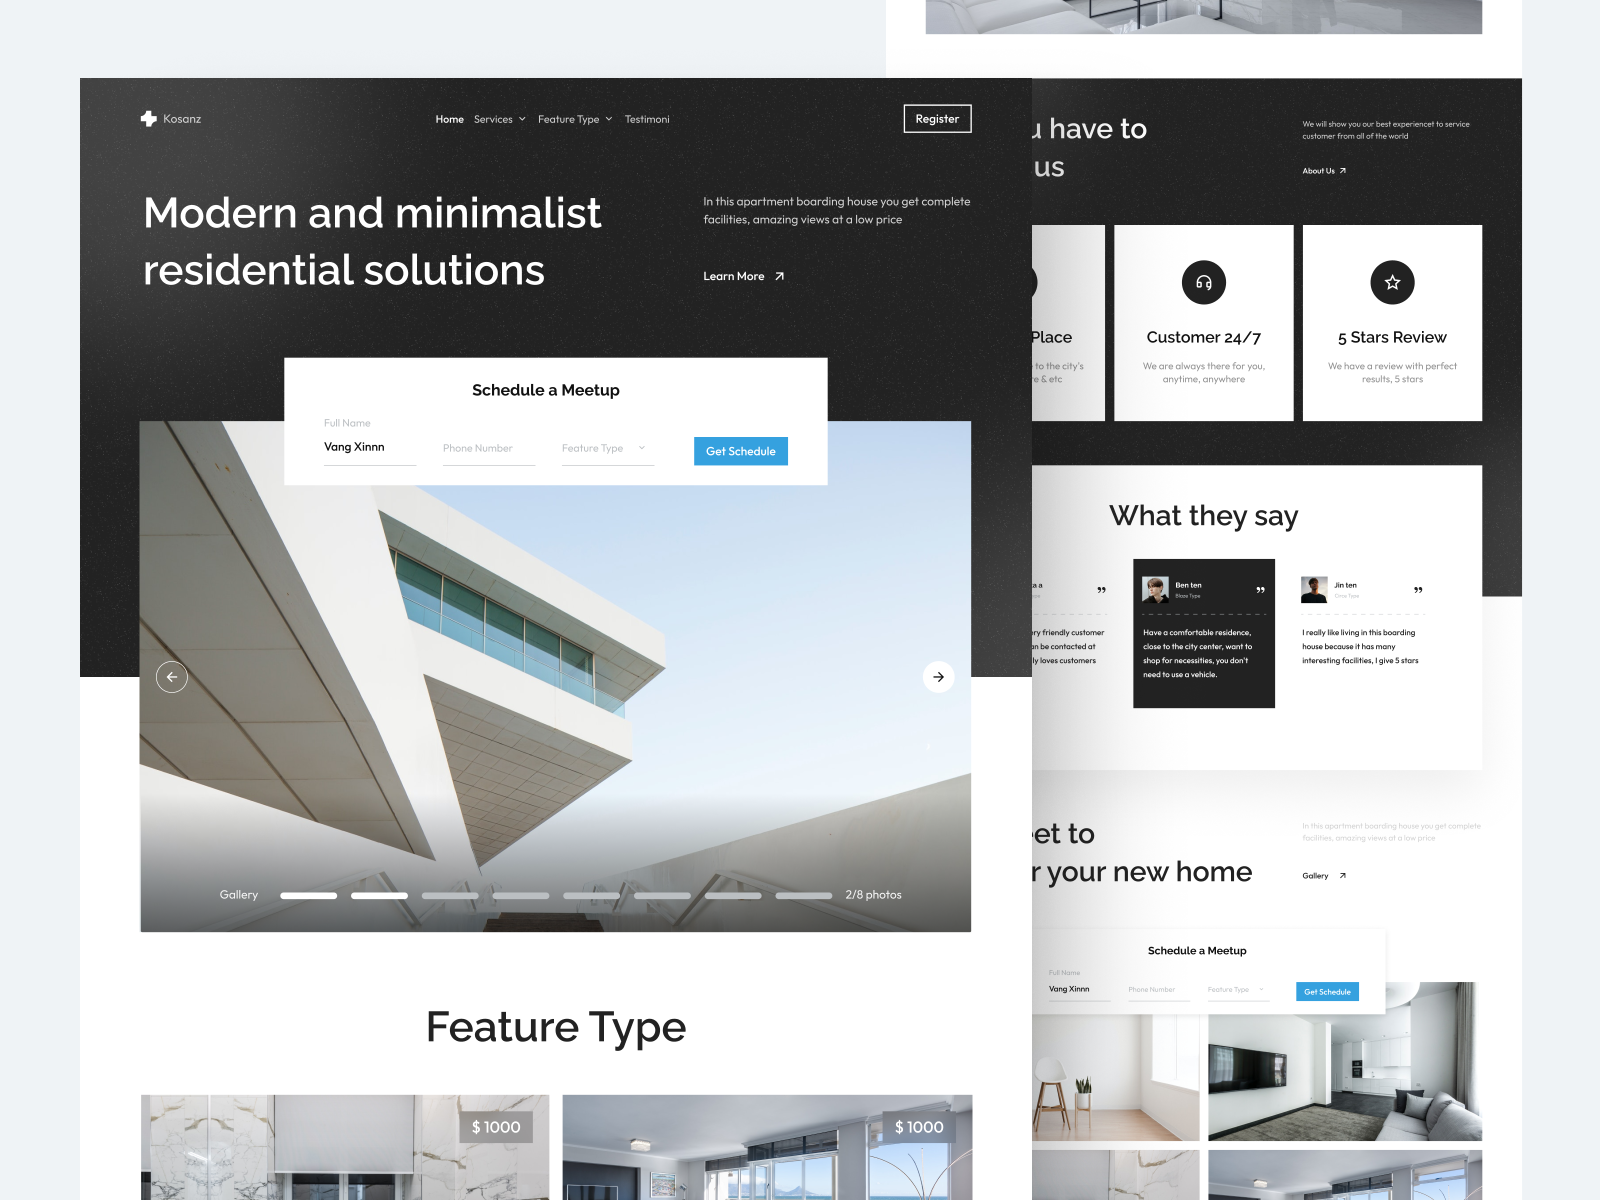 Kosanz
Home Services Feature Type Testimoni
Register
Modern and minimalist
residential solutions
In this apartment boarding house you get complete
facilities, amazing views at a low price
Learn More
Schedule a Meetup
Full Name
Vang Xinnn
Phone Number
Feature Type
Get Schedule
Gallery
2/8 photos
Feature Type
$ 1000
$ 1000
have to
us
We will show you our best experiencet to service
customer from all of the world
About Us
Place
to the city's
& etc
Customer 24/7
We are always there for you,
anytime, anywhere
5 Stars Review
We have a review with perfect
results, 5 stars
What they say
a
friendly customer
be contacted at
loves customers
Ben ten
Blaze Type
Have a comfortable residence,
close to the city center, want to
shop for necessities, you don't
need to use a vehicle.
Jin ten
I really like living in this boarding
house because it has many
interesting facilities, I give 5 stars
to
your new home
In this apartment boarding house you get complete
facilities, amazing views at a low price
Gallery
Schedule a Meetup
Full Name
Vang Xinnn
Phone Number
Feature Type
Get Schedule